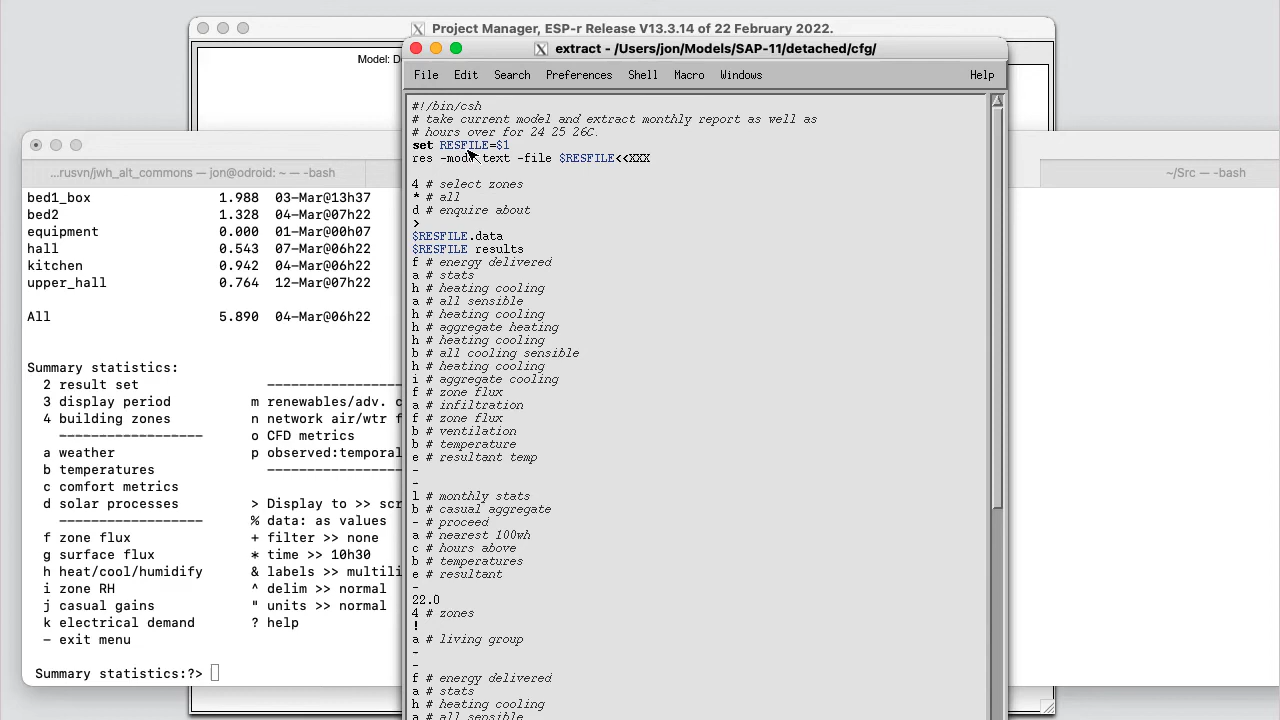 Project Manager, ESP-r Release V13.3.14 of 22 February 2022.
Model: D
extract - /Users/jon/Models/SAP-11/detached/cfg/
File Edit Search Preferences Shell Macro Windows Help
#!/bin/csh
# take current model and extract monthly report as well as
# hours over for 24 25 26C.
set RESFILE=$1
res -mode text -file $RESFILE<<XXX
4 # select zones
* # all
d # enquire about
>
$RESFILE.data
$RESFILE results
f # energy delivered
a # stats
h # heating cooling
a # all sensible
h # heating cooling
h # aggregate heating
h # heating cooling
b # all cooling sensible
h # heating cooling
i # aggregate cooling
f # zone flux
a # infiltration
f # zone flux
b # ventilation
b # temperature
e # resultant temp
-
-
l # monthly stats
b # casual aggregate
- # proceed
a # nearest 100wh
c # hours above
b # temperatures
e # resultant
-
22.0
4 # zones
!
a # living group
-
-
f # energy delivered
a # stats
h # heating cooling
a # all sensible
...rusvn/jwh_alt_commons — jon@odroid: ~ — -bash
~/Src — -bash
bed1_box 1.988 03-Mar@13h37
bed2 1.328 04-Mar@07h22
equipment 0.000 01-Mar@00h07
hall 0.543 07-Mar@06h22
kitchen 0.942 04-Mar@06h22
upper_hall 0.764 12-Mar@07h22
All 5.890 04-Mar@06h22
Summary statistics:
2 result set --------------------
3 display period m renewables/adv. c
4 building zones n network air/wtr f
------------------ o CFD metrics
a weather p observed:temporal
b temperatures --------------------
c comfort metrics
d solar processes > Display to >> scr
------------------ % data: as values
f zone flux + filter >> none
g surface flux * time >> 10h30
h heat/cool/humidify & labels >> multili
i zone RH ^ delim >> normal
j casual gains " units >> normal
k electrical demand ? help
- exit menu
Summary statistics:?>